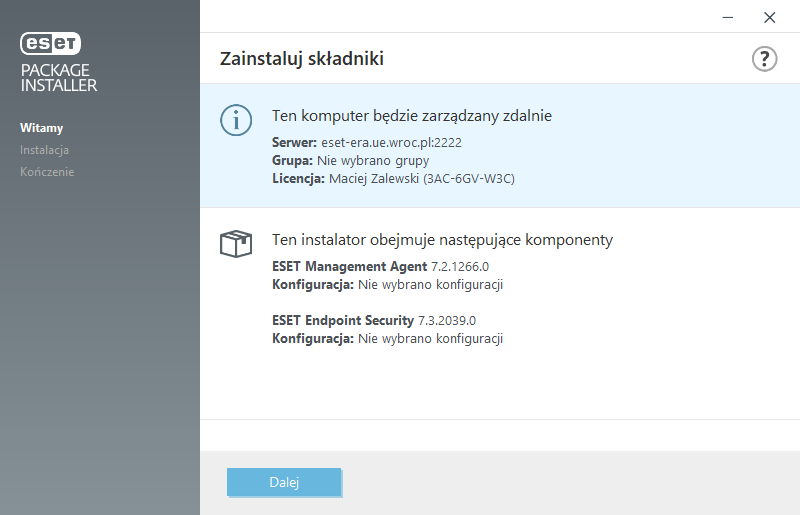 eset
PACKAGE
INSTALLER
Witamy
Instalacja
Kończenie
Zainstaluj składniki
?
Ten komputer będzie zarządzany zdalnie
Serwer: eset-era.ue.wroc.pl:2222
Grupa: Nie wybrano grupy
Licencja: Maciej Zalewski (3AC-6GV-W3C)
Ten instalator obejmuje następujące komponenty
ESET Management Agent 7.2.1266.0
Konfiguracja: Nie wybrano konfiguracji
ESET Endpoint Security 7.3.2039.0
Konfiguracja: Nie wybrano konfiguracji
Dalej